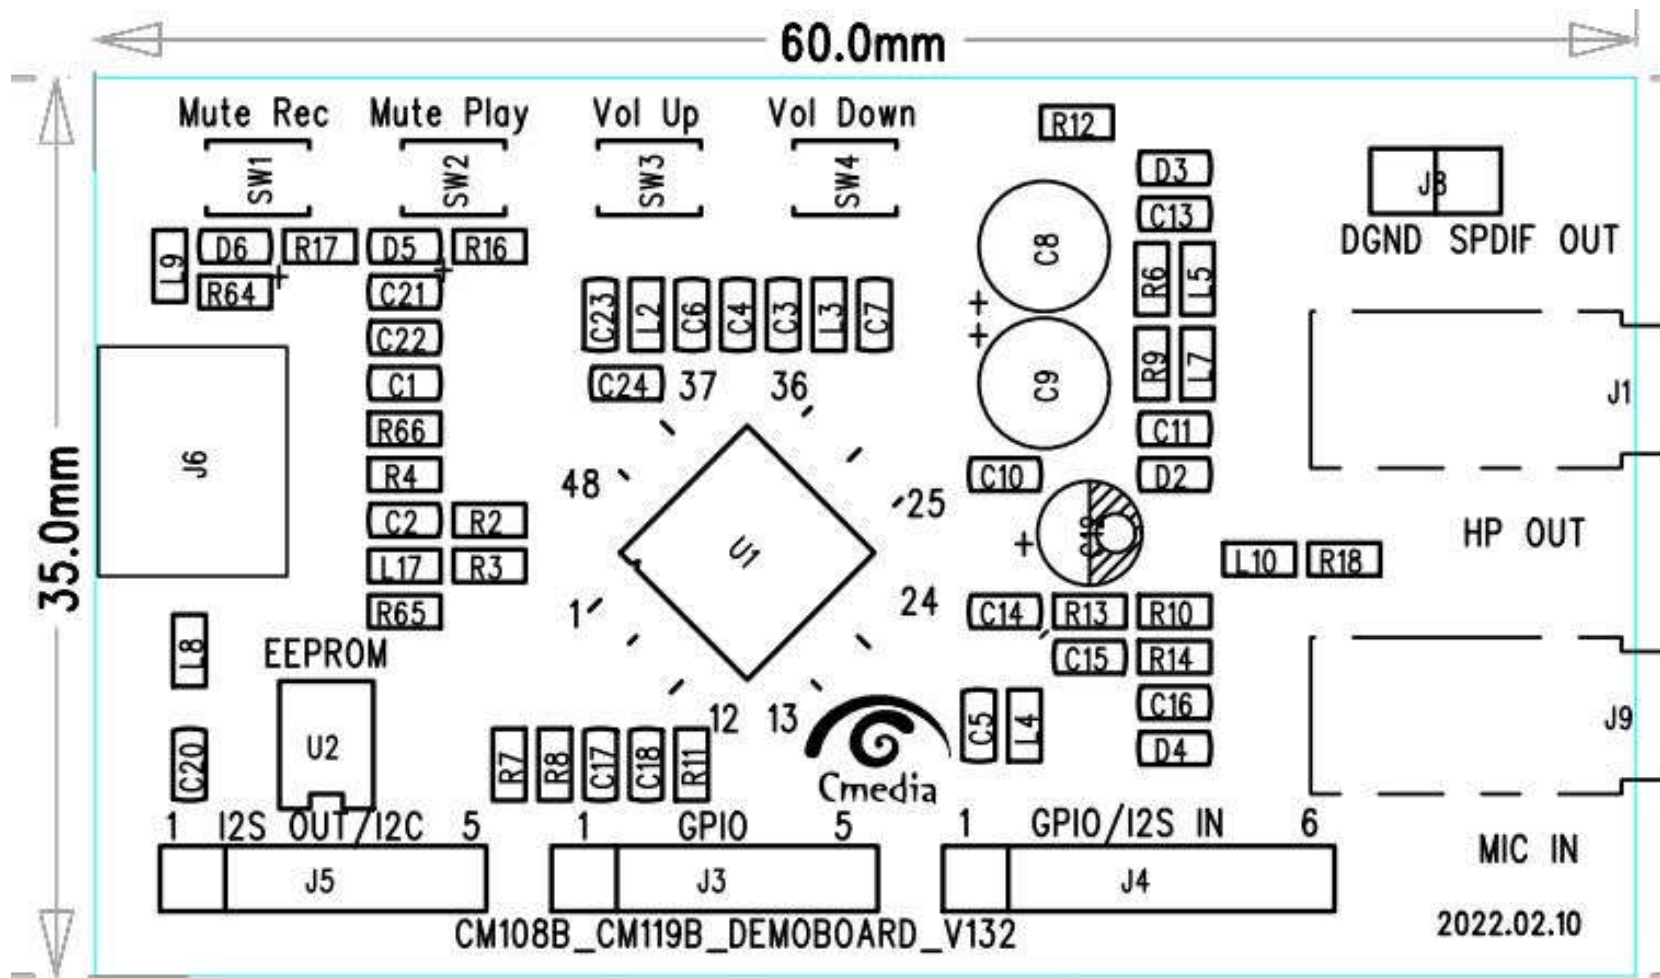 60.0mm
35.0mm
Mute Rec Mute Play Vol Up Vol Down
SW1 SW2 SW3 SW4
R12
D3
J8
C13
DGND SPDIF OUT
L9 D6 R17 D5 R16
C8
R64 C21
R6 L5
C23 L2 C6 C4 C3 L3 C7
C22
C1
C24 37 36
C9
R9 L7
J1
R66
C11
J6
R4
48
C10
D2
25
C2 R2
HP OUT
U1
C12
L17 R3
L10 R18
R65
1
24
C14 R13 R10
L8
EEPROM
C15 R14
12 13
C5 L4
C16
J9
U2
D4
C20
R7 R8 C17 C18 R11
Cmedia
1 I2S OUT/I2C 5
1 GPIO 5
1 GPIO/I2S IN 6
MIC IN
J5 J3 J4
CM108B_CM119B_DEMOBOARD_V132
2022.02.10